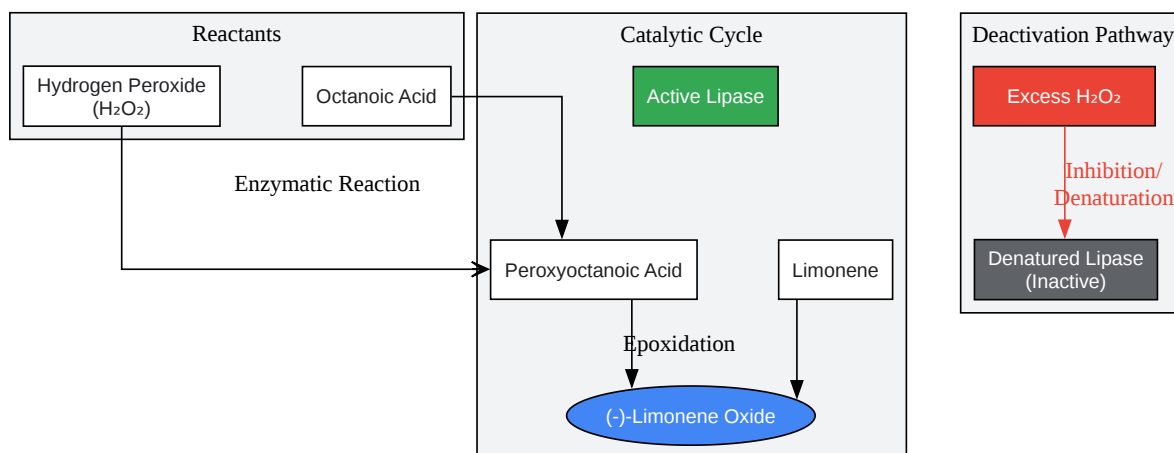 Reactants
Hydrogen Peroxide
(H₂O₂)
Octanoic Acid
Enzymatic Reaction
Catalytic Cycle
Active Lipase
Peroxyoctanoic Acid
Limonene
Epoxidation
(-)-Limonene Oxide
Deactivation Pathway
Excess H₂O₂
Inhibition/
Denaturation
Denatured Lipase
(Inactive)